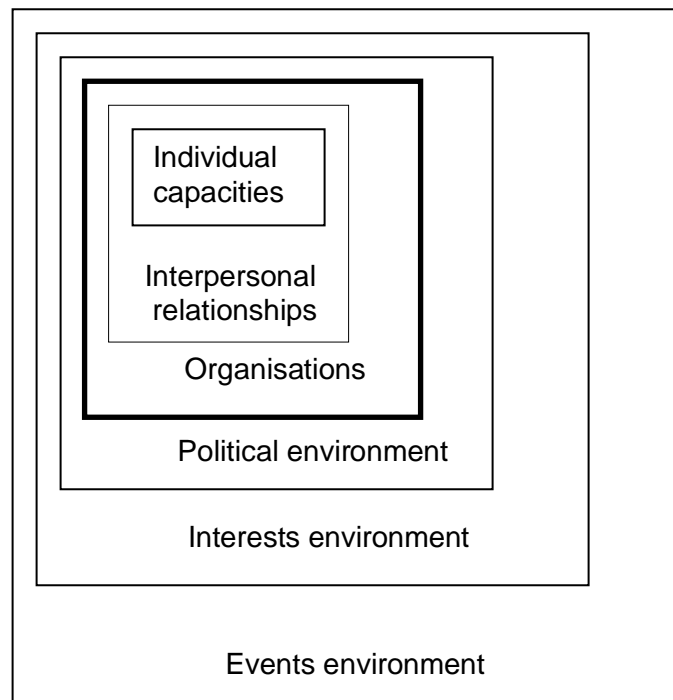 Individual
capacities
Interpersonal
relationships
Organisations
Political environment
Interests environment
Events environment